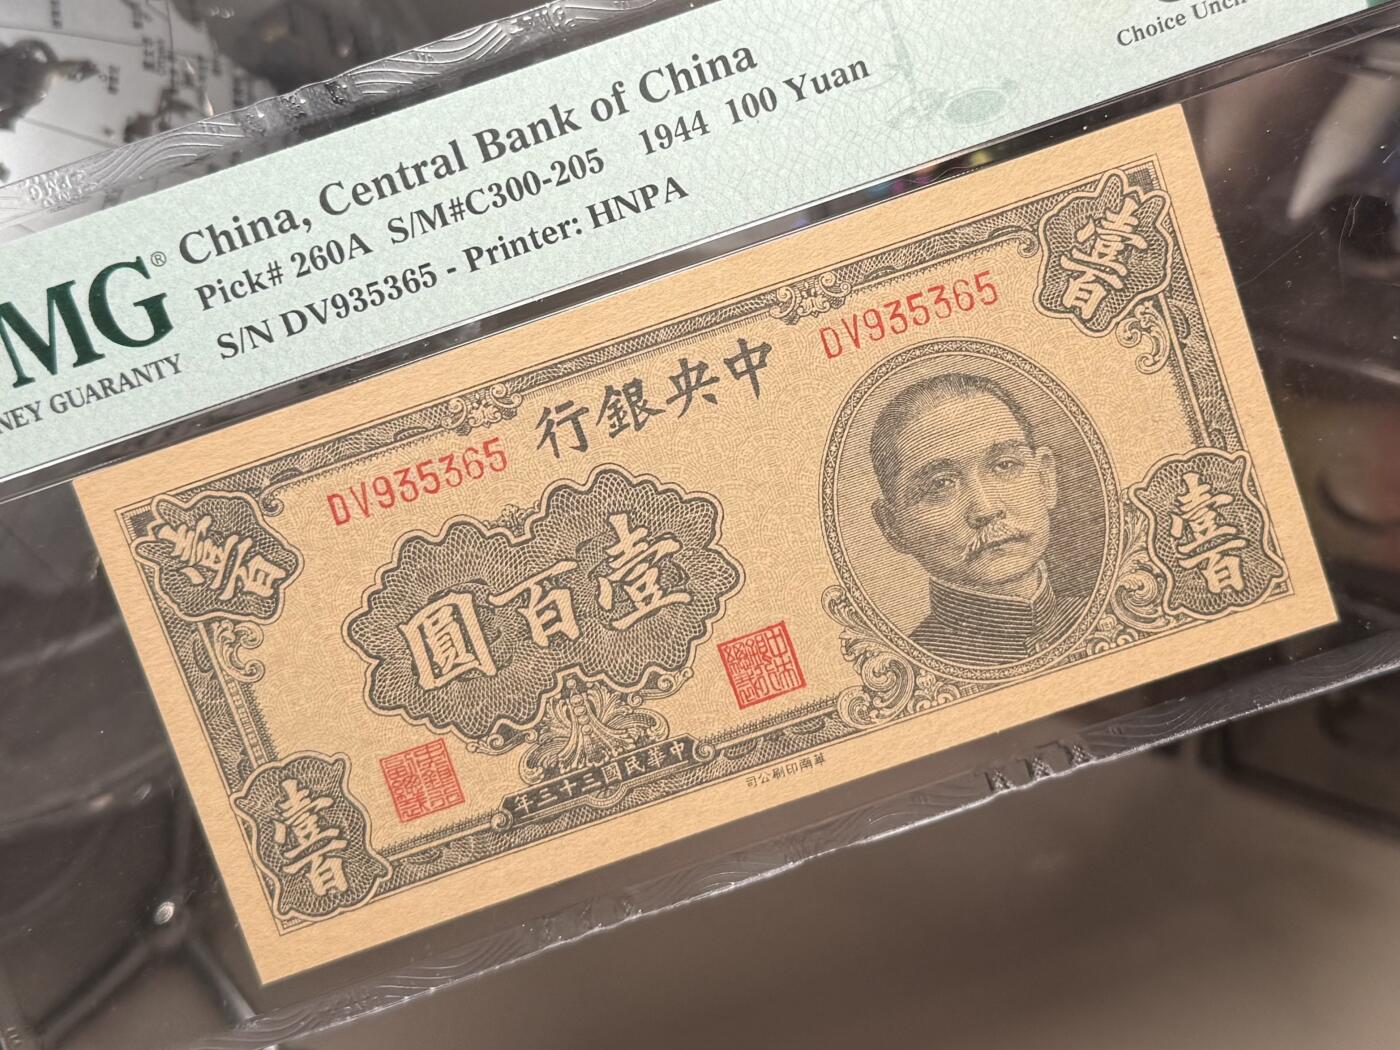 Choice Unc
China, Central Bank of China
Pick# 260A S/M#C300-205 1944 100 Yuan
S/N DV935365 - Printer: HNPA
MG®
NEY GUARANTY
壹百
壹百
DV935365
行銀央中
DV935365
圓百壹
壹百
壹百
年三十三國民華中
司公刷印南華